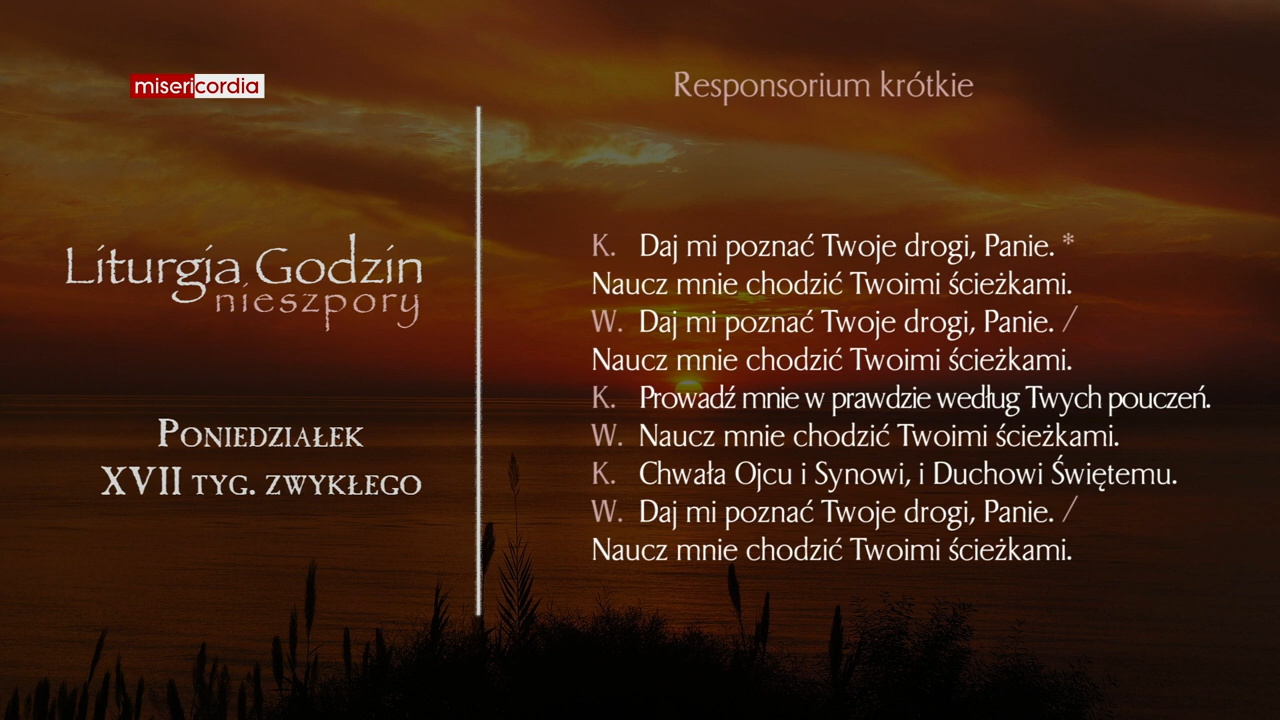 misericordia
Responsorium krótkie
Liturgia Godzin
nieszpory
Poniedziałek
XVII tyg. zwykłego
K. Daj mi poznać Twoje drogi, Panie. *
Naucz mnie chodzić Twoimi ścieżkami.
W. Daj mi poznać Twoje drogi, Panie. /
Naucz mnie chodzić Twoimi ścieżkami.
K. Prowadź mnie w prawdzie według Twych pouczeń.
W. Naucz mnie chodzić Twoimi ścieżkami.
K. Chwała Ojcu i Synowi, i Duchowi Świętemu.
W. Daj mi poznać Twoje drogi, Panie. /
Naucz mnie chodzić Twoimi ścieżkami.